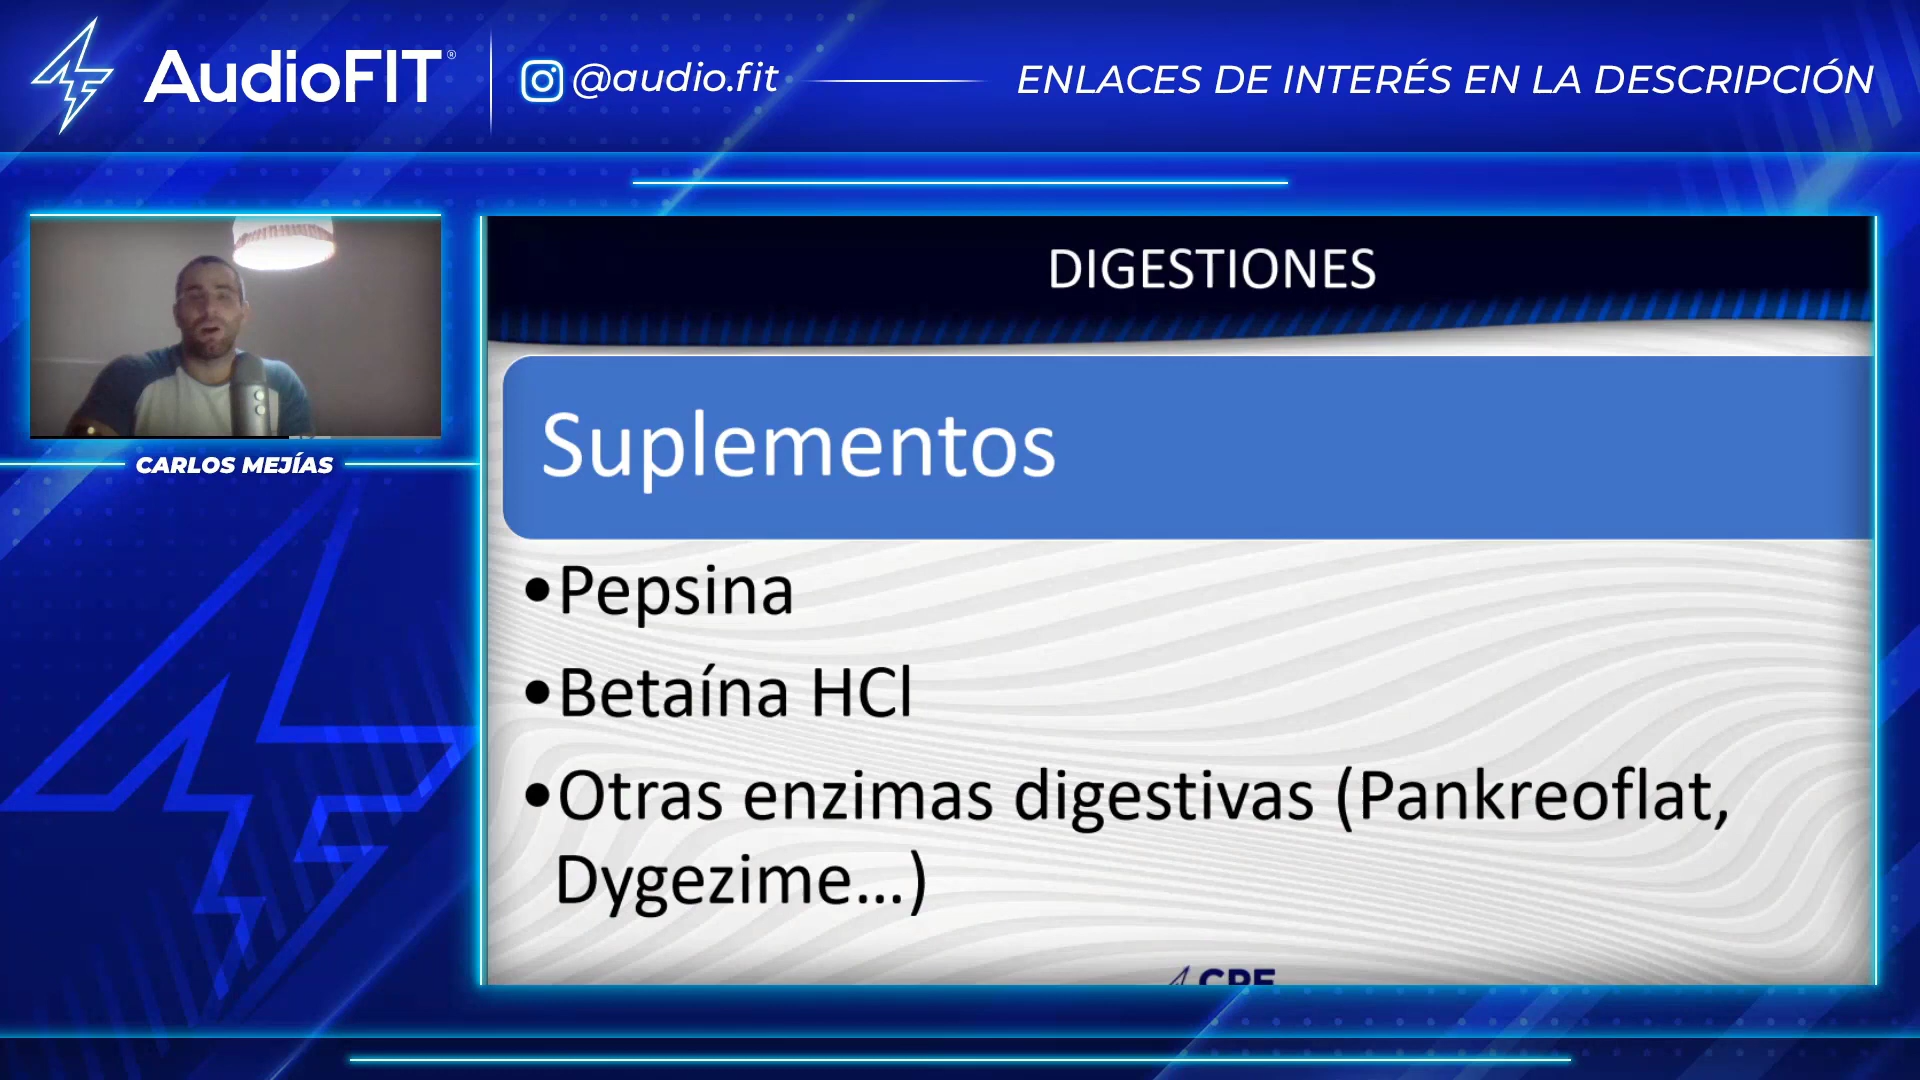 AudioFIT®
@audio.fit
ENLACES DE INTERÉS EN LA DESCRIPCIÓN
CARLOS MEJÍAS
DIGESTIONES
Suplementos
•Pepsina
•Betaína HCl
•Otras enzimas digestivas (Pankreoflat,
Dygezime...)